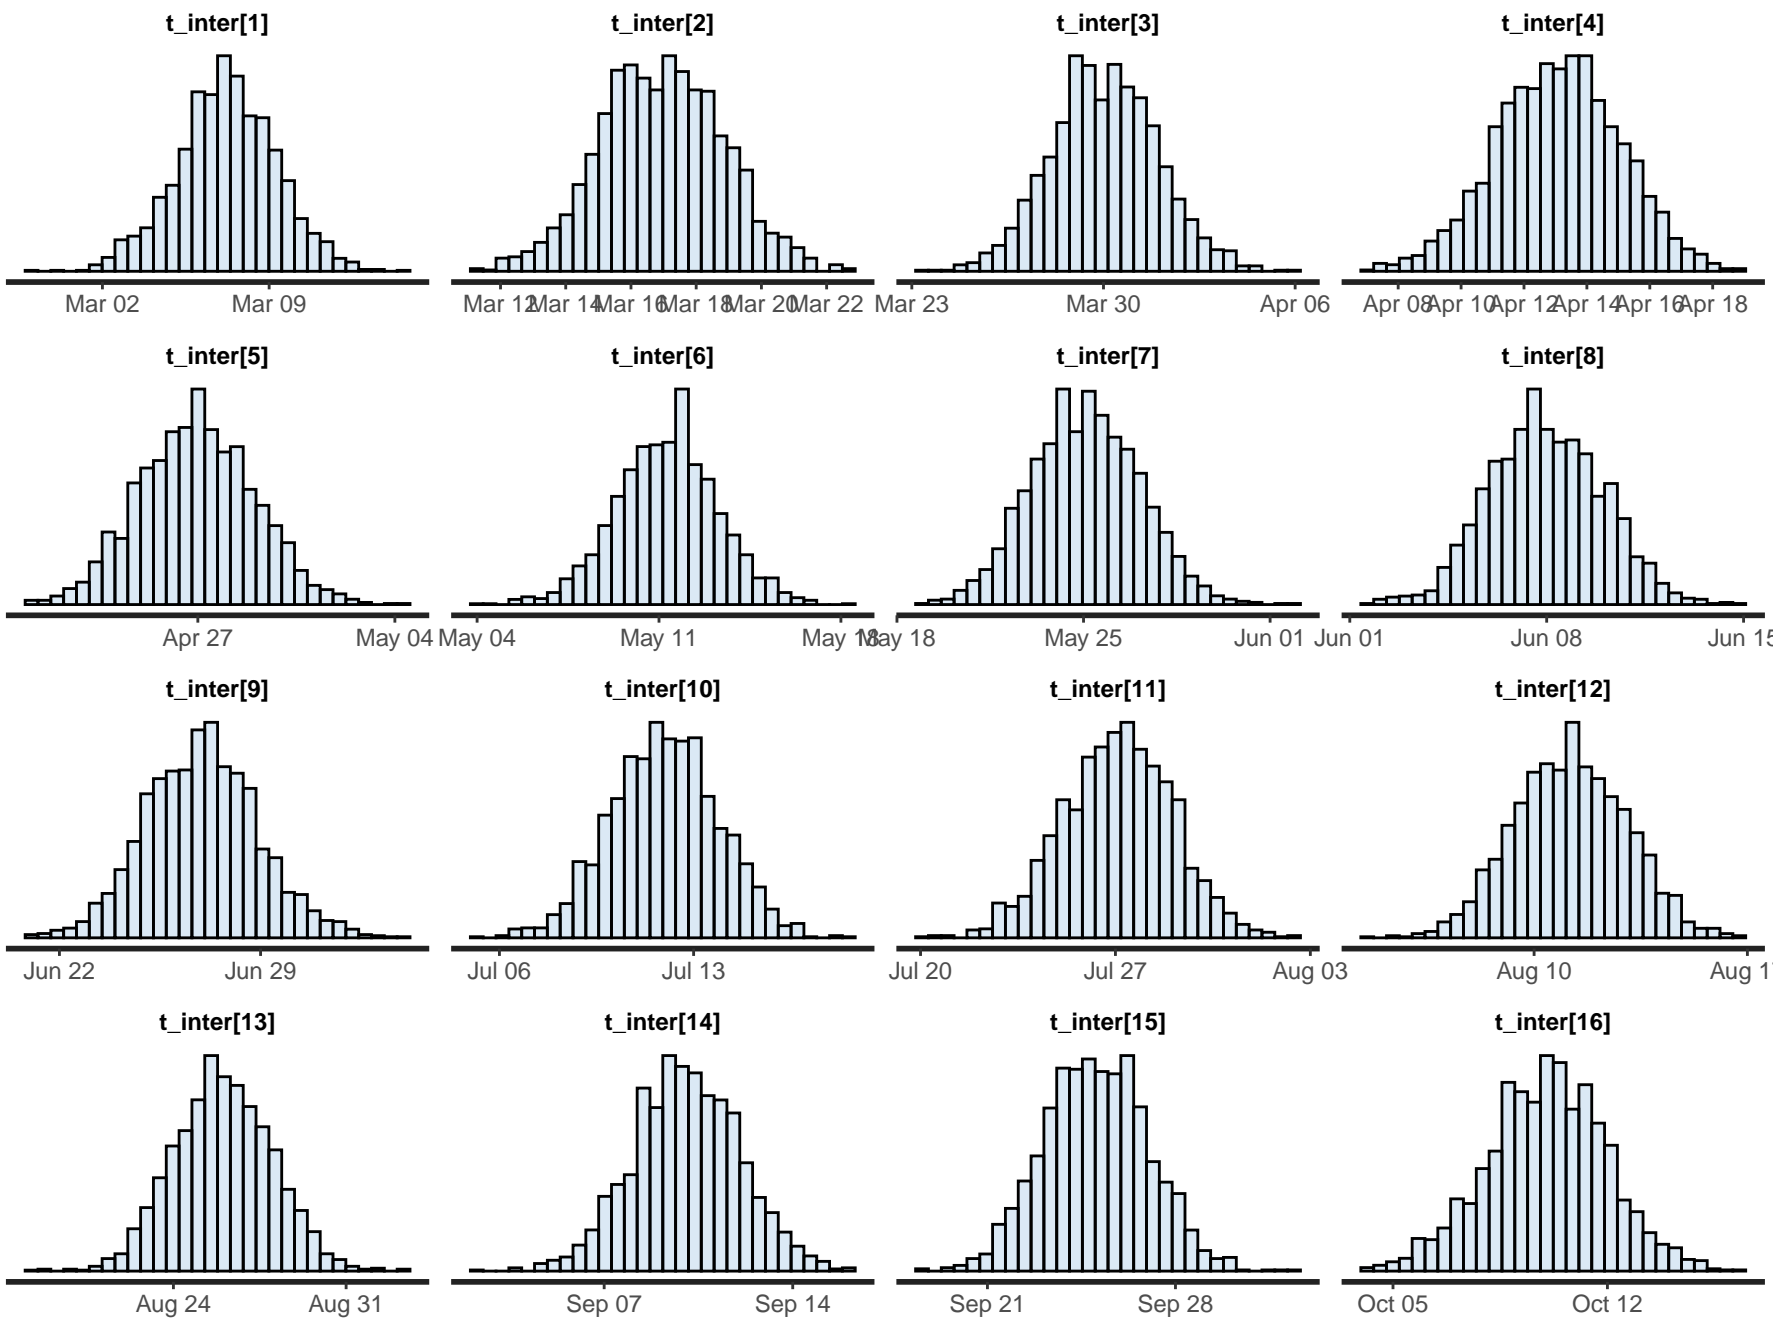 t_inter[1] t_inter[2] t_inter[3] t_inter[4]
Mar 02 Mar 09 Mar 12 Mar 14 Mar 16 Mar 18 Mar 20 Mar 22 Mar 23 Mar 30 Apr 06 Apr 08 Apr 10 Apr 12 Apr 14 Apr 16 Apr 18
t_inter[5] t_inter[6] t_inter[7] t_inter[8]
Apr 27 May 04 May 04 May 11 May 18 May 18 May 25 Jun 01 Jun 01 Jun 08 Jun 15
t_inter[9] t_inter[10] t_inter[11] t_inter[12]
Jun 22 Jun 29 Jul 06 Jul 13 Jul 20 Jul 27 Aug 03 Aug 10 Aug 1
t_inter[13] t_inter[14] t_inter[15] t_inter[16]
Aug 24 Aug 31 Sep 07 Sep 14 Sep 21 Sep 28 Oct 05 Oct 12